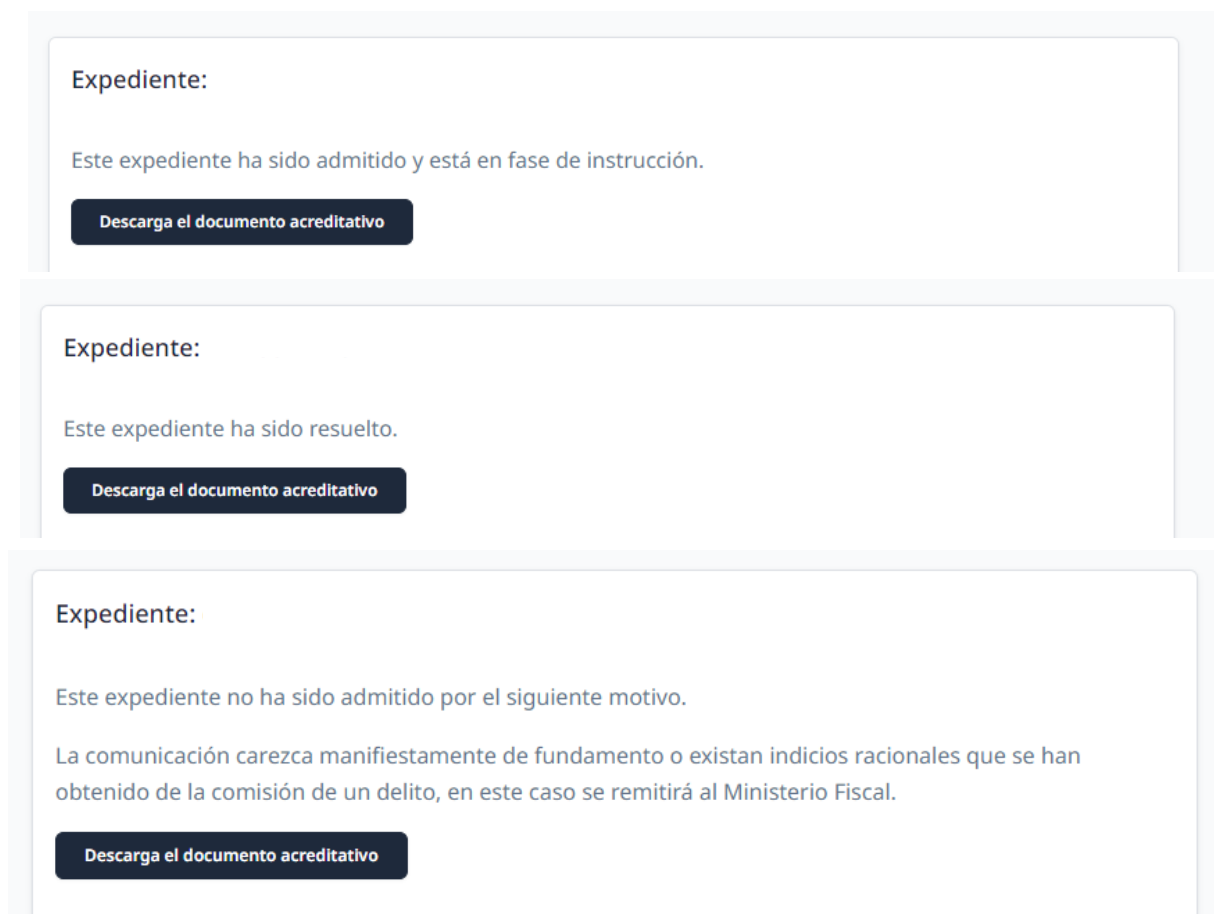 Expediente:
Este expediente ha sido admitido y está en fase de instrucción.
Descarga el documento acreditativo
Expediente:
Este expediente ha sido resuelto.
Descarga el documento acreditativo
Expediente:
Este expediente no ha sido admitido por el siguiente motivo.
La comunicación carezca manifiestamente de fundamento o existan indicios racionales que se han
obtenido de la comisión de un delito, en este caso se remitirá al Ministerio Fiscal.
Descarga el documento acreditativo